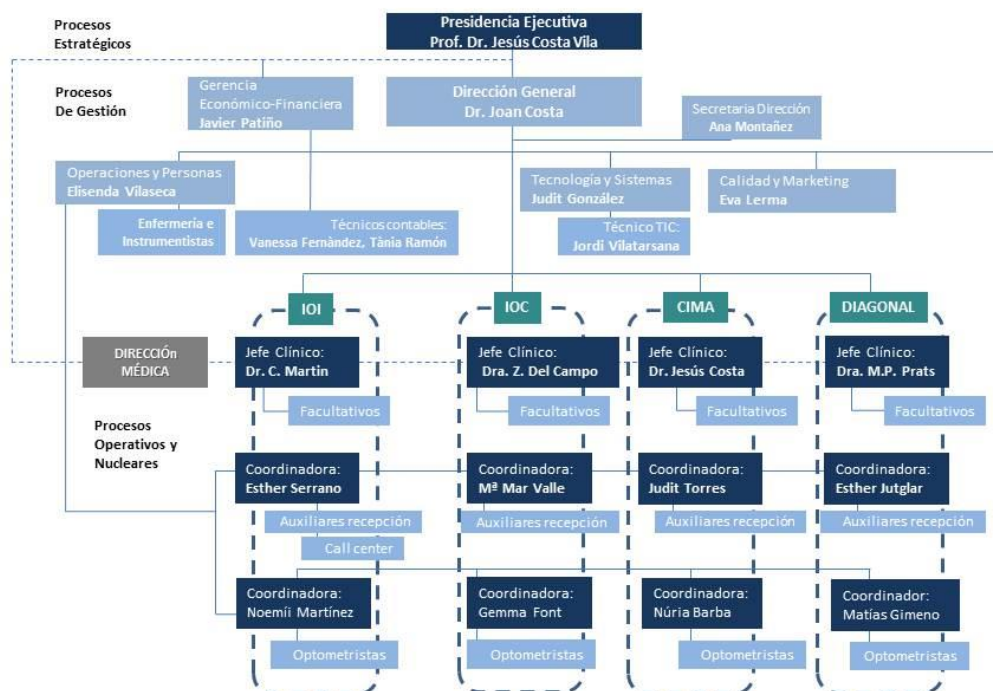 Procesos
Estratégicos
Presidencia Ejecutiva
Prof. Dr. Jesús Costa Vila
Procesos
De Gestión
Gerencia
Económico-Financiera
Javier Patiño
Dirección General
Dr. Joan Costa
Secretaria Dirección
Ana Montañez
Operaciones y Personas
Elisenda Vilaseca
Tecnología y Sistemas
Judit González
Calidad y Marketing
Eva Lerma
Enfermería e
Instrumentistas
Técnicos contables:
Vanessa Fernàndez, Tània Ramón
Técnico TIC:
Jordi Vilatarsana
IOI
IOC
CIMA
DIAGONAL
DIRECCIÓn
MÉDICA
Jefe Clínico:
Dr. C. Martin
Jefe Clínico:
Dra. Z. Del Campo
Jefe Clínico:
Dr. Jesús Costa
Jefe Clínico:
Dra. M.P. Prats
Facultativos
Facultativos
Facultativos
Facultativos
Procesos
Operativos y
Nucleares
Coordinadora:
Esther Serrano
Coordinadora:
Mª Mar Valle
Coordinadora:
Judit Torres
Coordinadora:
Esther Jutglar
Auxiliares recepción
Auxiliares recepción
Auxiliares recepción
Auxiliares recepción
Call center
Coordinadora:
Noemíi Martínez
Coordinadora:
Gemma Font
Coordinadora:
Núria Barba
Coordinador:
Matías Gimeno
Optometristas
Optometristas
Optometristas
Optometristas